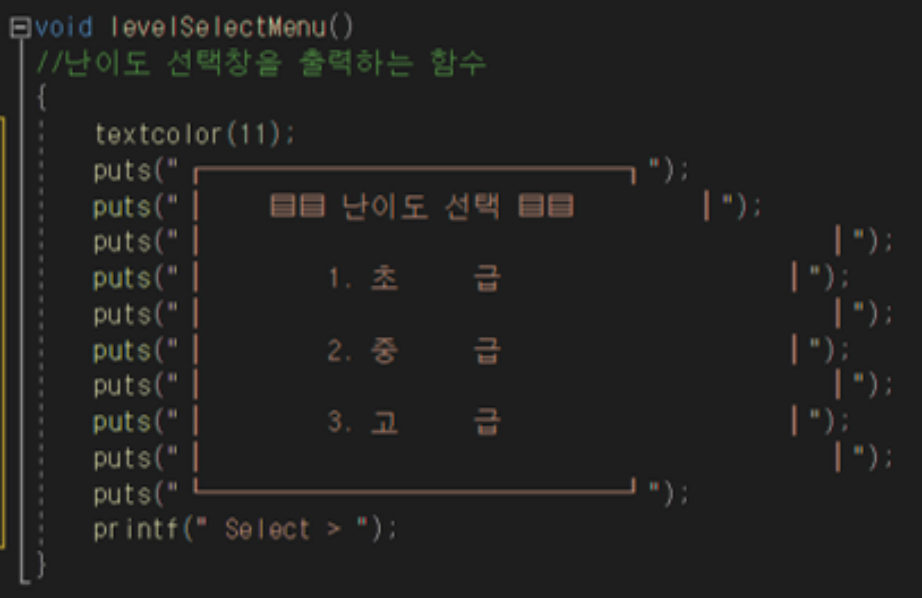 void levelSelectMenu()
//난이도 선택창을 출력하는 함수
{
textcolor(11);
puts(" ┏━━━━━━━━━━━━━━━━━━━━━━┓ ");
puts(" ┃ ▤▤ 난이도 선택 ▤▤ ┃ ");
puts(" ┃ ┃ ");
puts(" ┃ 1. 초 급 ┃ ");
puts(" ┃ ┃ ");
puts(" ┃ 2. 중 급 ┃ ");
puts(" ┃ ┃ ");
puts(" ┃ 3. 고 급 ┃ ");
puts(" ┃ ┃ ");
puts(" ┗━━━━━━━━━━━━━━━━━━━━━━┛ ");
printf(" Select > ");
}